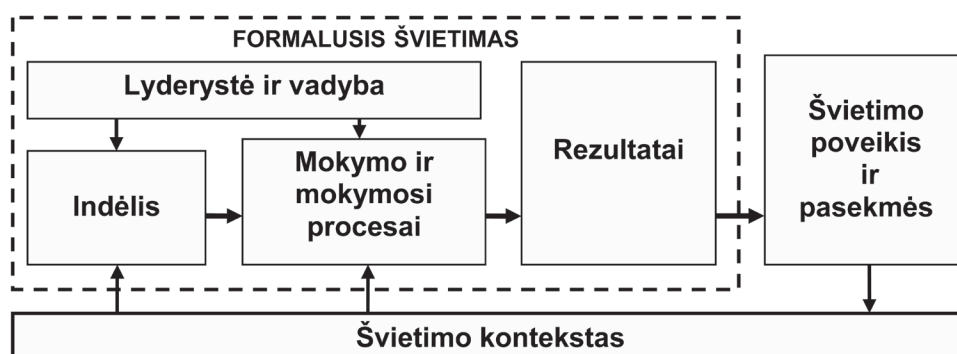 FORMALUSIS ŠVIETIMAS
Lyderystė ir vadyba
Indėlis
Mokymo ir
mokymosi
procesai
Rezultatai
Švietimo
poveikis
ir
pasekmės
Švietimo kontekstas